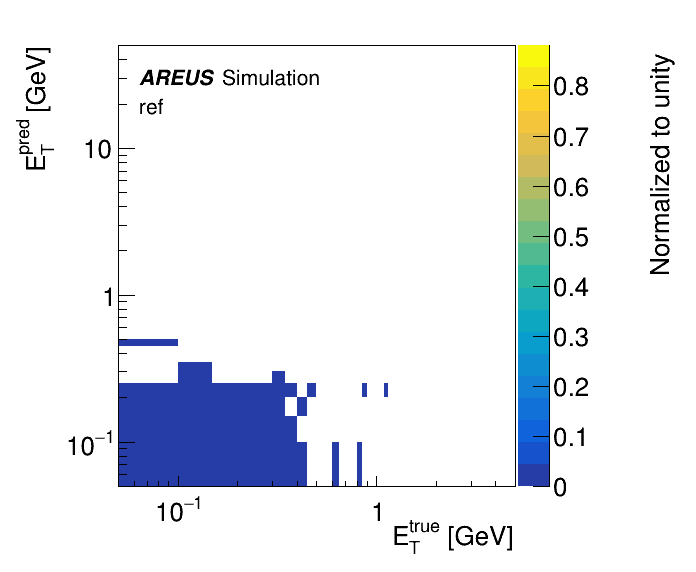 AREUS Simulation
ref
E_T^pred [GeV]
10
1
10^−1
10^−1
1
E_T^true [GeV]
0.8
0.7
0.6
0.5
0.4
0.3
0.2
0.1
0
Normalized to unity